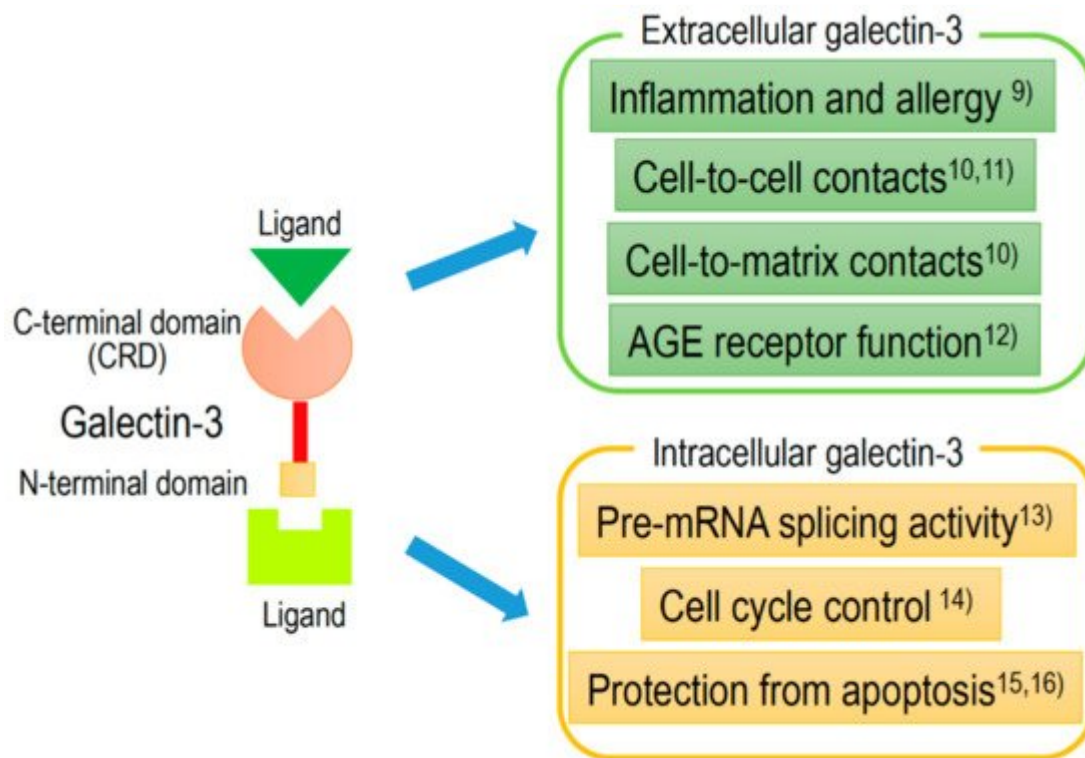 Extracellular galectin-3
Inflammation and allergy 9)
Cell-to-cell contacts10,11)
Cell-to-matrix contacts10)
AGE receptor function12)
Ligand
C-terminal domain
(CRD)
Galectin-3
N-terminal domain
Ligand
Intracellular galectin-3
Pre-mRNA splicing activity13)
Cell cycle control 14)
Protection from apoptosis15,16)